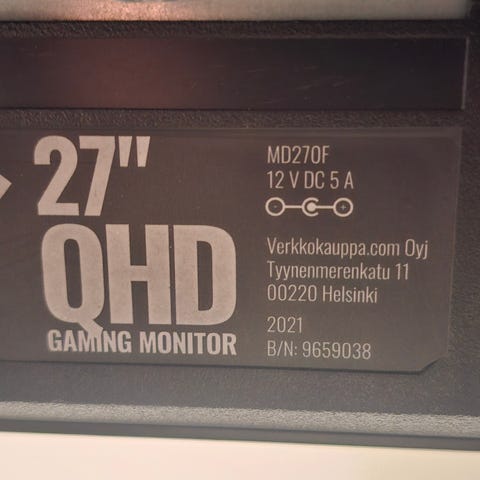 27"
QHD
GAMING MONITOR
MD270F
12 V DC 5 A
Verkkokauppa.com Oyj
Tyynenmerenkatu 11
00220 Helsinki
2021
B/N: 9659038